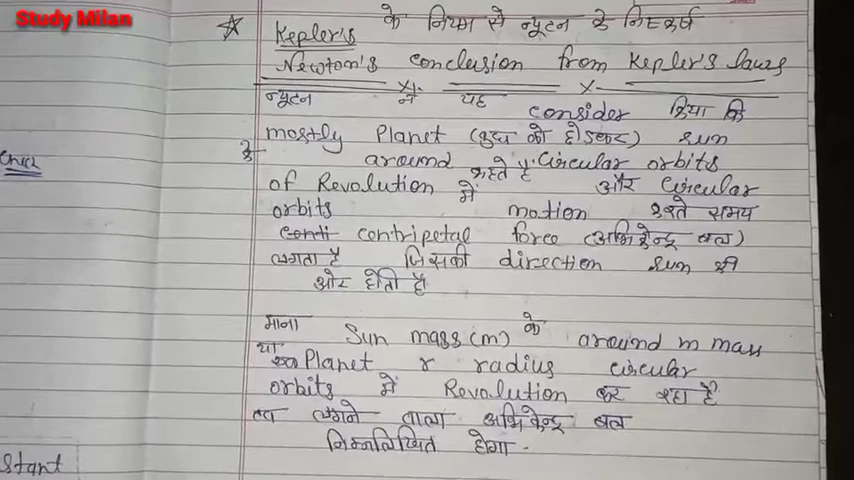 Study Milan
के नियम से न्यूटन के निष्कर्ष
Kepler's
Newton's conclusion from Kepler's laws
न्यूटन ने यह consider किया कि
mostly Planet (बुध को छोडकर) sun
के around रहते है. Circular orbits
of Revolution में और Circular
orbits motion करते समय
centripetal force (अभिकेन्द्र बल)
लगता है जिसकी direction sun की
ओर होती है
माना Sun mass (m) के around m mass
या Planet r radius circular
orbits में Revolution कर रहा है
तब लगने वाला अभिकेन्द्र बल
निम्नलिखित होगा -
Start